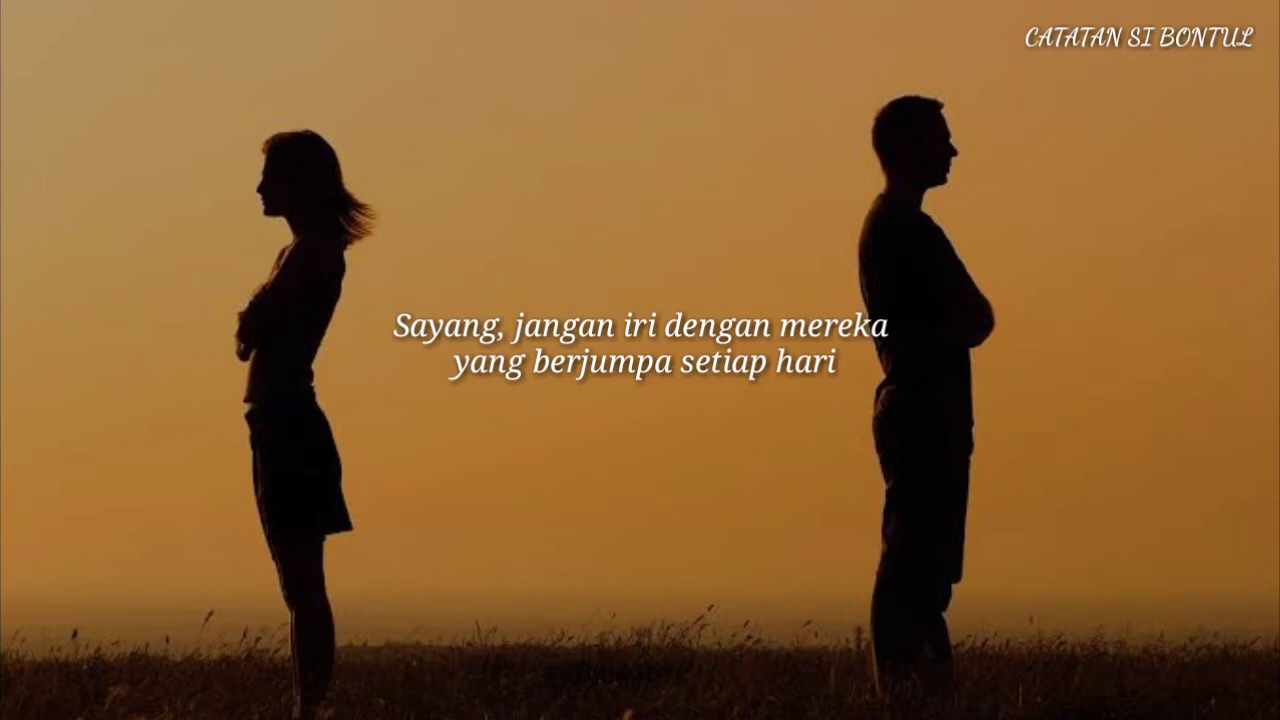 CATATAN SI BONTUL
Sayang, jangan iri dengan mereka
yang berjumpa setiap hari